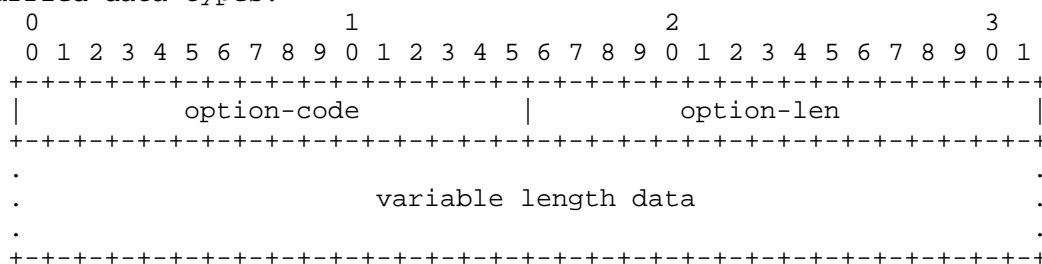 data types:
 0                   1                   2                   3
 0 1 2 3 4 5 6 7 8 9 0 1 2 3 4 5 6 7 8 9 0 1 2 3 4 5 6 7 8 9 0 1
+-+-+-+-+-+-+-+-+-+-+-+-+-+-+-+-+-+-+-+-+-+-+-+-+-+-+-+-+-+-+-+-+
|          option-code          |         option-len            |
+-+-+-+-+-+-+-+-+-+-+-+-+-+-+-+-+-+-+-+-+-+-+-+-+-+-+-+-+-+-+-+-+
.                                                               .
.                      variable length data                     .
.                                                               .
+-+-+-+-+-+-+-+-+-+-+-+-+-+-+-+-+-+-+-+-+-+-+-+-+-+-+-+-+-+-+-+-+